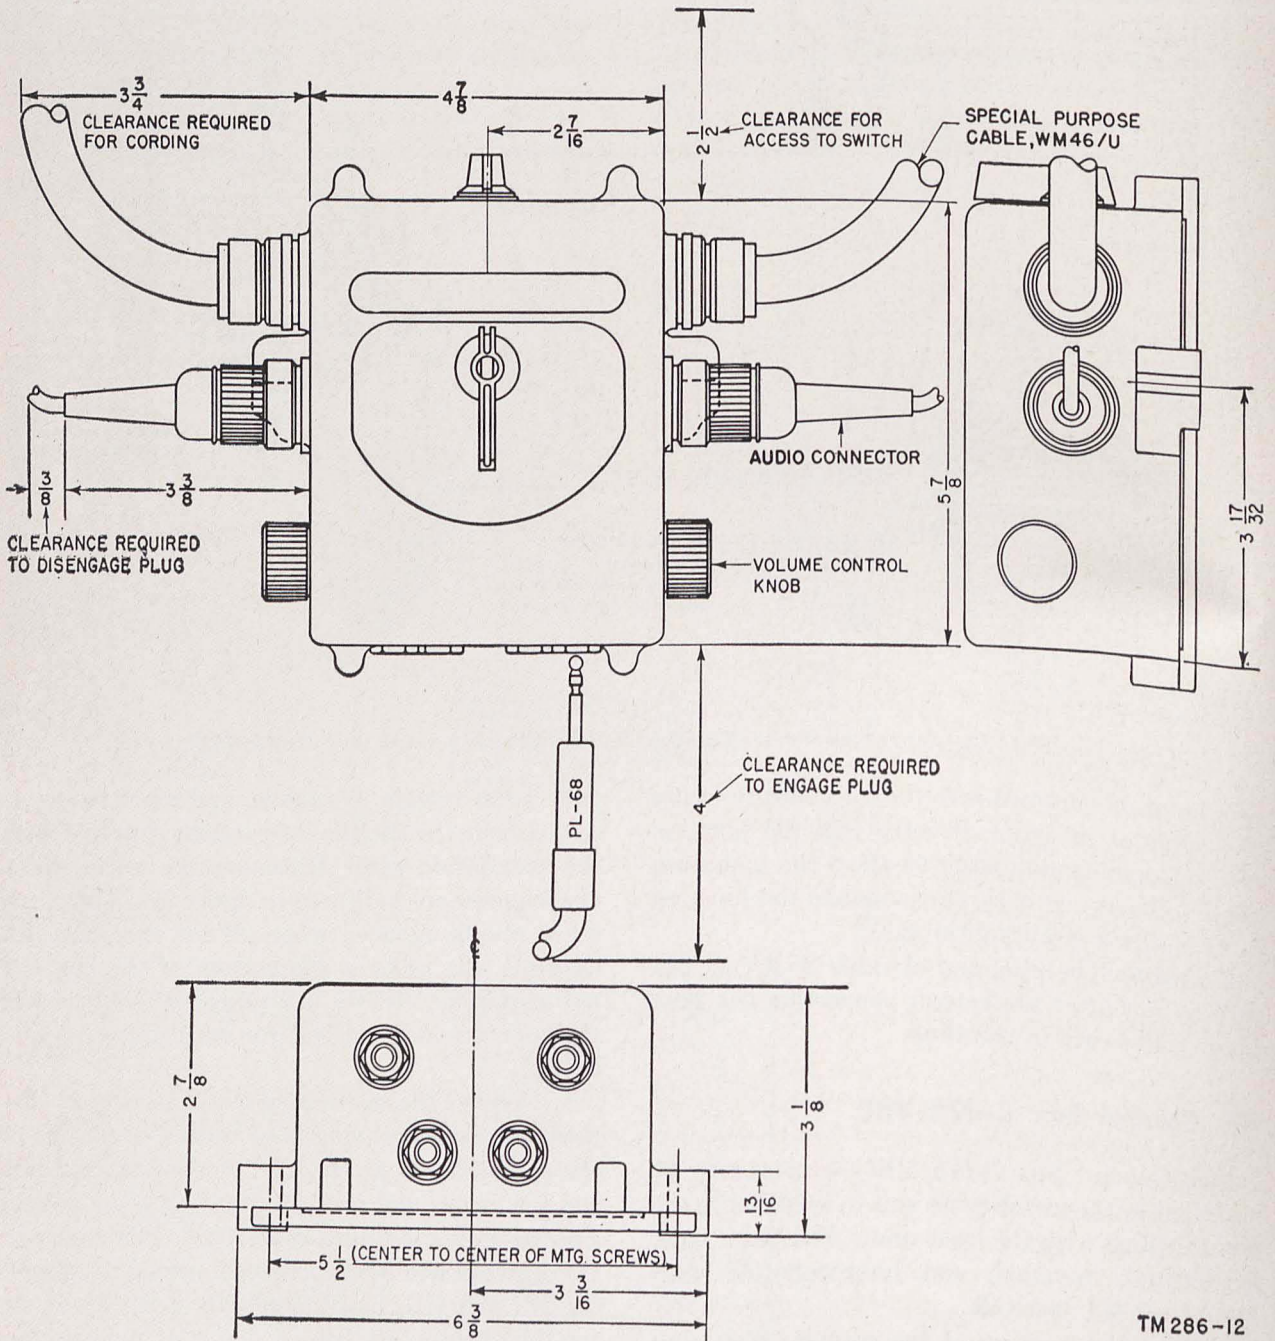 3 3/4
CLEARANCE REQUIRED
FOR CORDING
4 7/8
2 7/16
2 1/2
CLEARANCE FOR
ACCESS TO SWITCH
SPECIAL PURPOSE
CABLE, WM46/U
AUDIO CONNECTOR
3/8
3 3/8
CLEARANCE REQUIRED
TO DISENGAGE PLUG
5 7/8
3 17/32
VOLUME CONTROL
KNOB
PL-68
4
CLEARANCE REQUIRED
TO ENGAGE PLUG
℄
2 7/8
3 1/8
13/16
5 1/2 (CENTER TO CENTER OF MTG. SCREWS)
3 3/16
6 3/8
TM 286-12